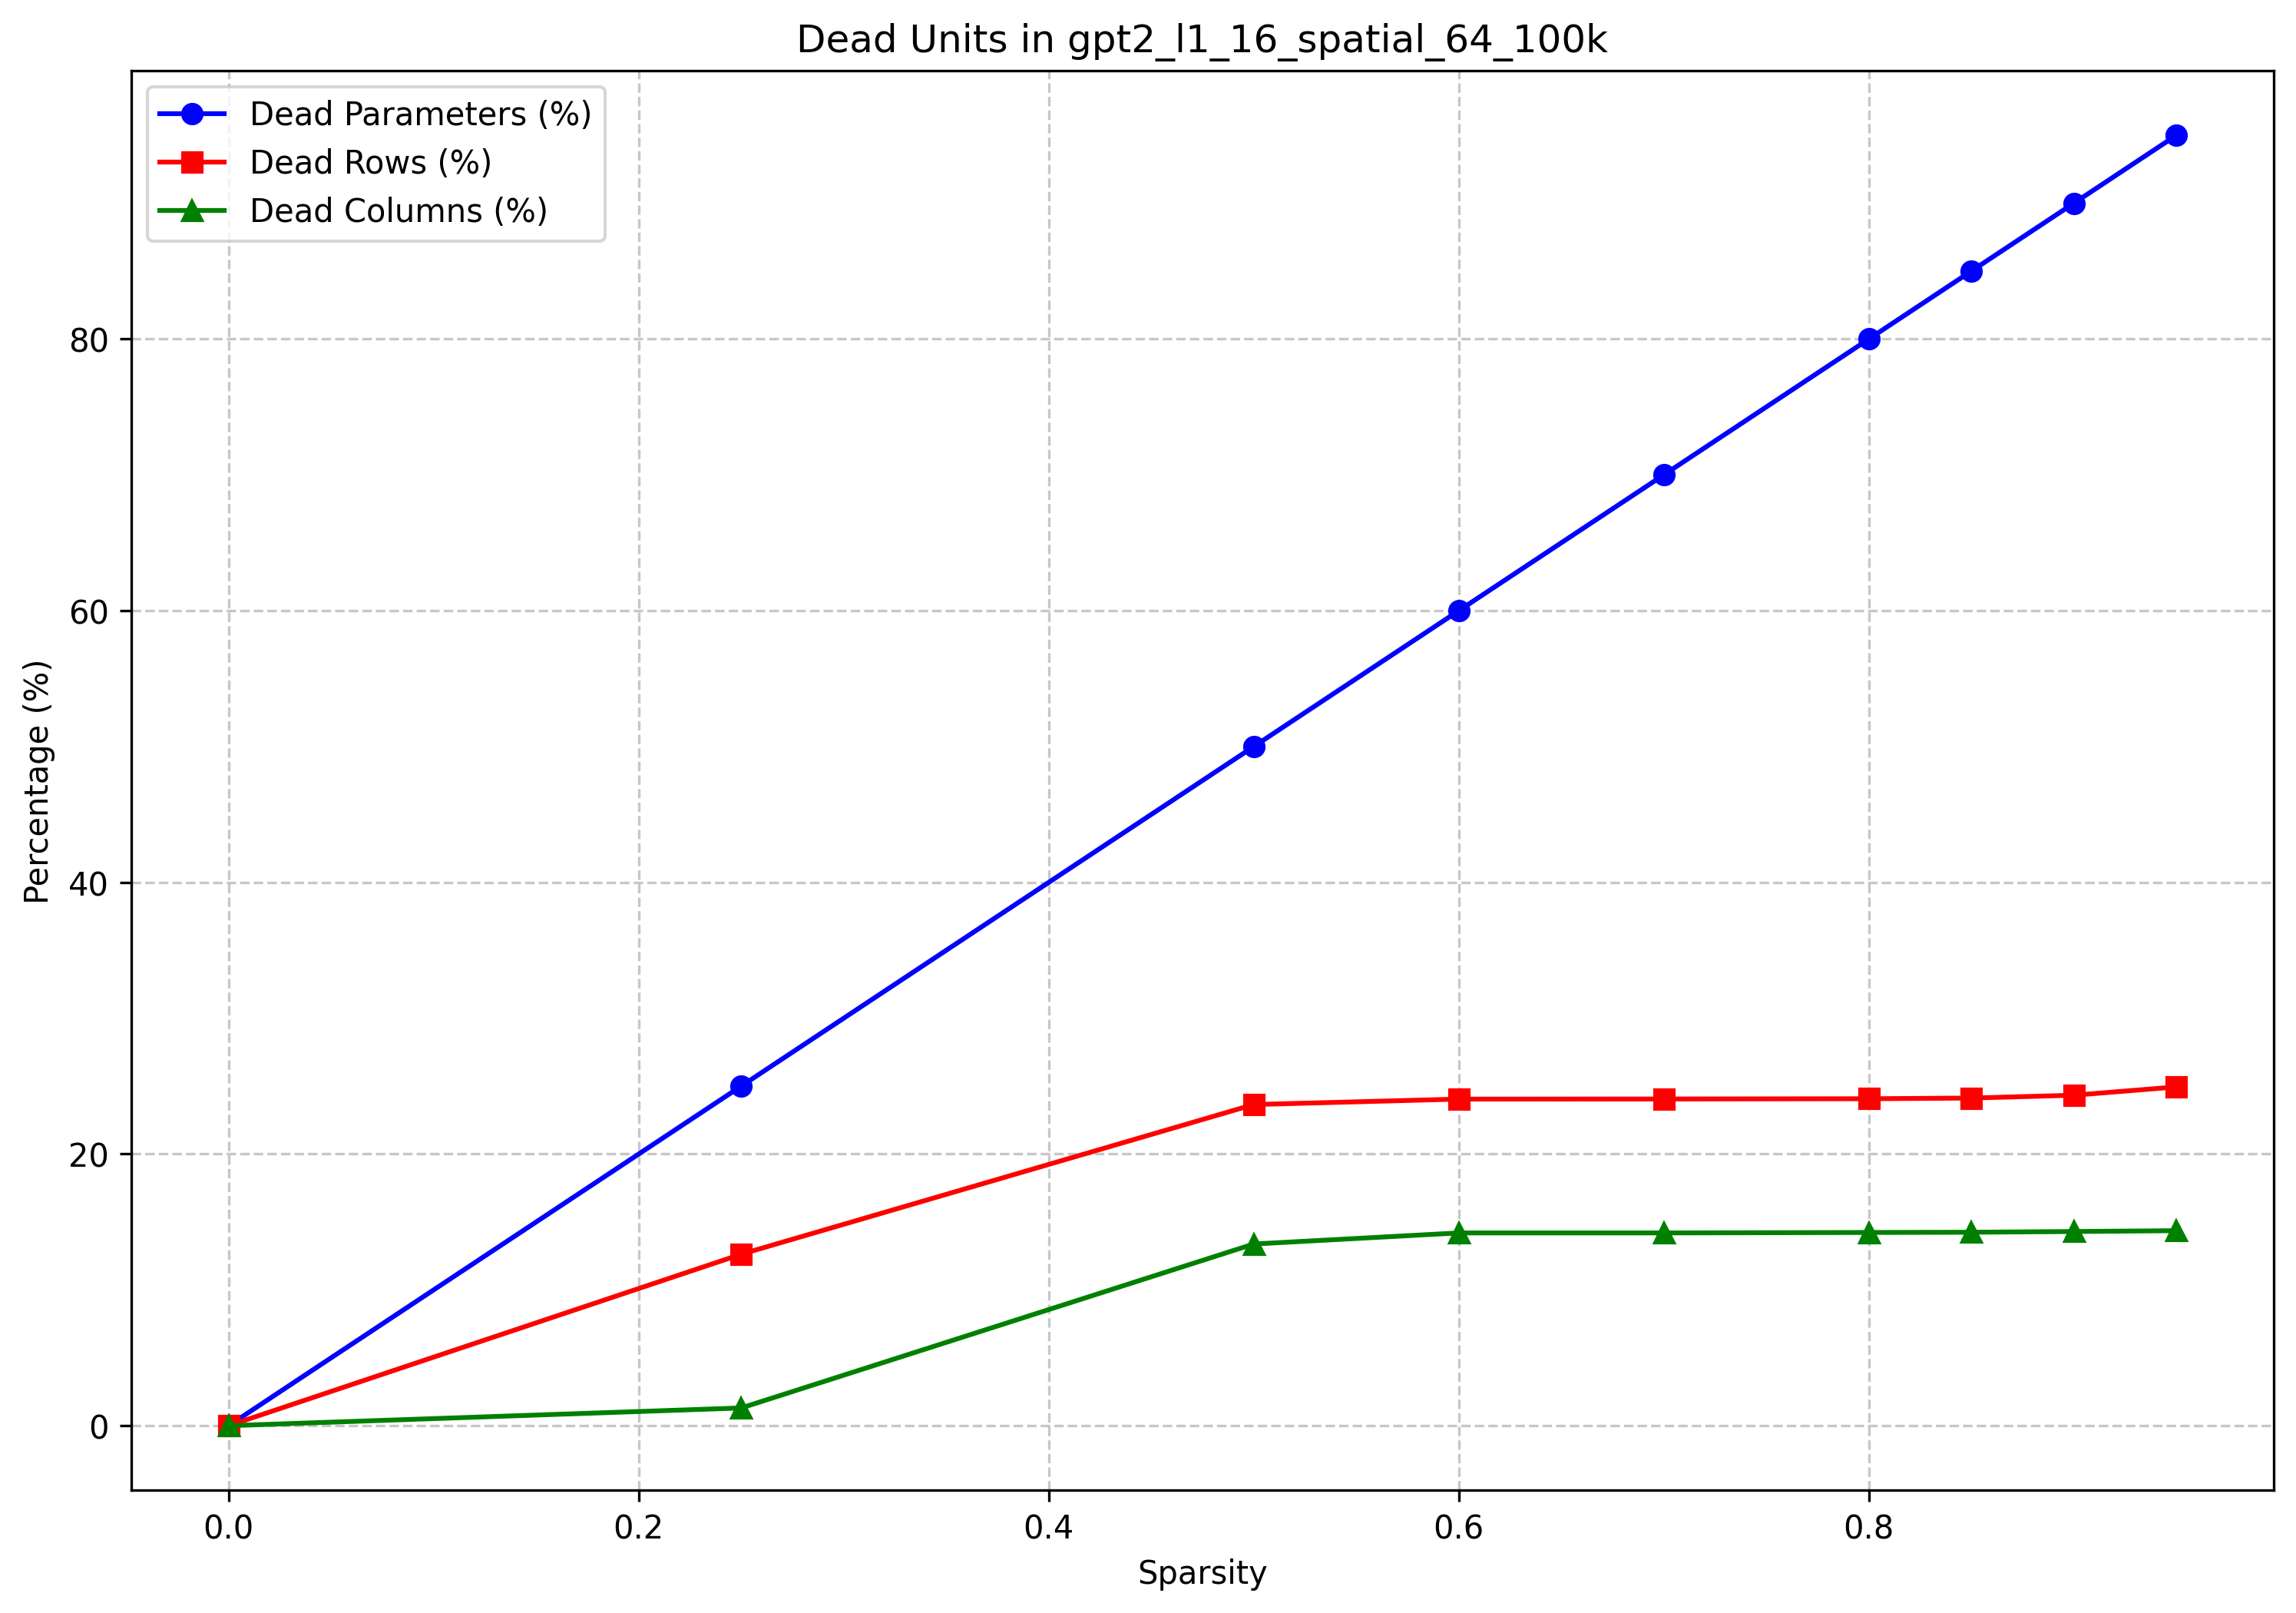 Dead Units in gpt2_l1_16_spatial_64_100k
Dead Parameters (%)
Dead Rows (%)
Dead Columns (%)
Percentage (%)
80
60
40
20
0
0.0 0.2 0.4 0.6 0.8
Sparsity